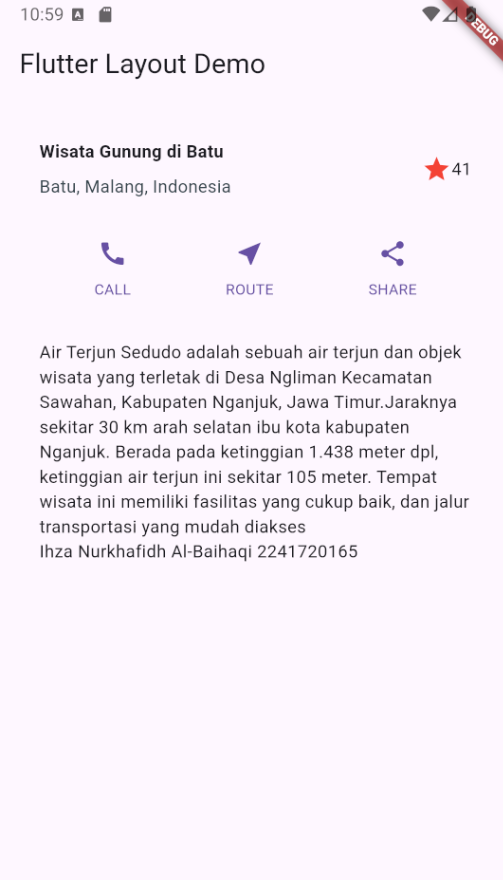 10:59
DEBUG
Flutter Layout Demo
Wisata Gunung di Batu
Batu, Malang, Indonesia
41
CALL
ROUTE
SHARE
Air Terjun Sedudo adalah sebuah air terjun dan objek
wisata yang terletak di Desa Ngliman Kecamatan
Sawahan, Kabupaten Nganjuk, Jawa Timur.Jaraknya
sekitar 30 km arah selatan ibu kota kabupaten
Nganjuk. Berada pada ketinggian 1.438 meter dpl,
ketinggian air terjun ini sekitar 105 meter. Tempat
wisata ini memiliki fasilitas yang cukup baik, dan jalur
transportasi yang mudah diakses
Ihza Nurkhafidh Al-Baihaqi 2241720165